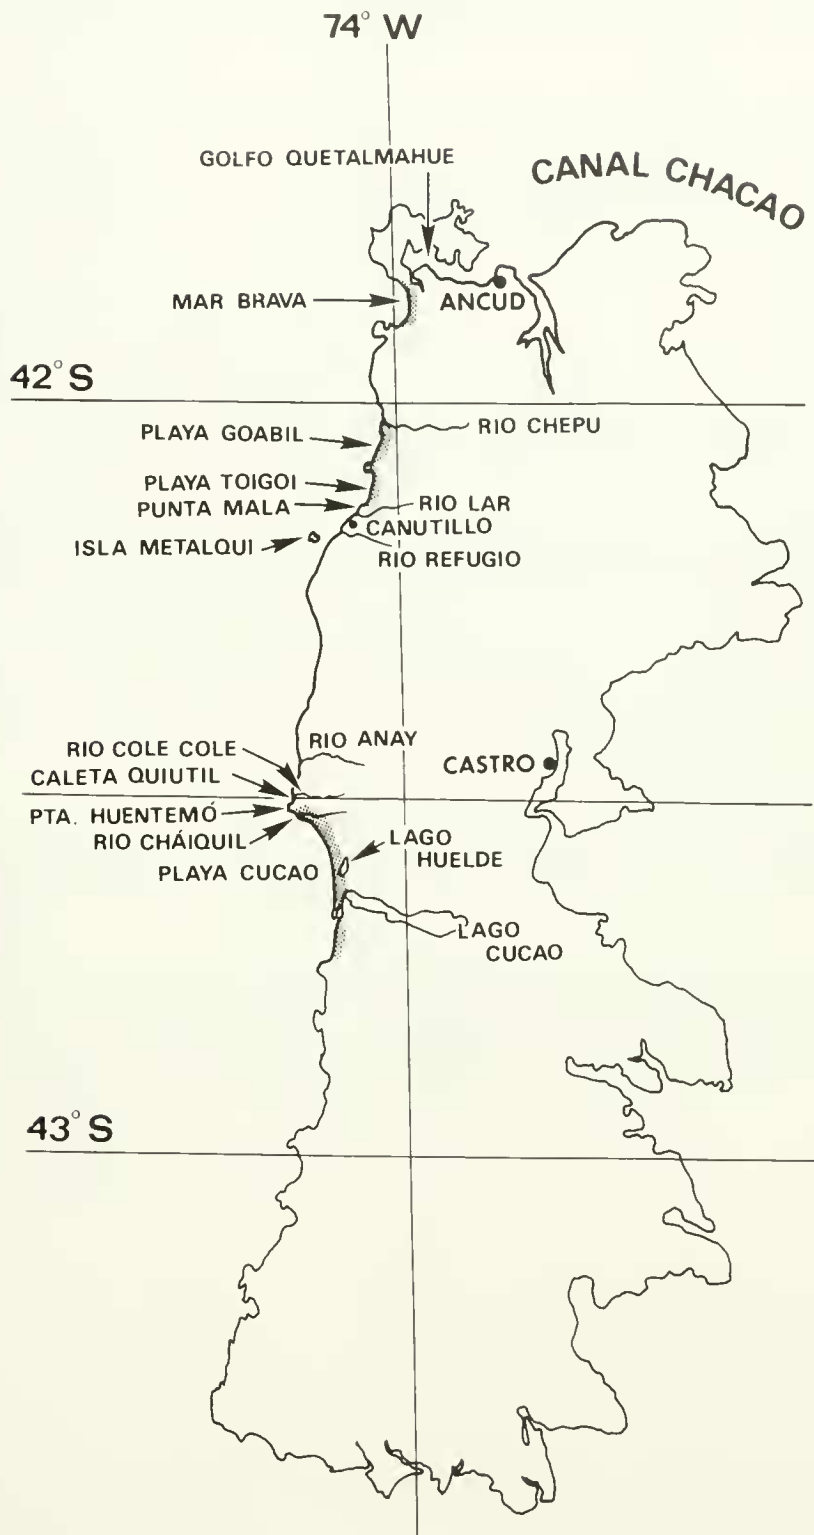 74° W
GOLFO QUETALMAHUE
CANAL CHACAO
MAR BRAVA
ANCUD
42° S
PLAYA GOABIL
RIO CHEPU
PLAYA TOIGOI
PUNTA MALA
RIO LAR
CANUTILLO
ISLA METALQUI
RIO REFUGIO
RIO COLE COLE
RIO ANAY
CALETA QUIUTIL
CASTRO
PTA. HUENTEMÓ
RIO CHÁIQUIL
PLAYA CUCAO
LAGO
HUELDE
LAGO
CUCAO
43° S